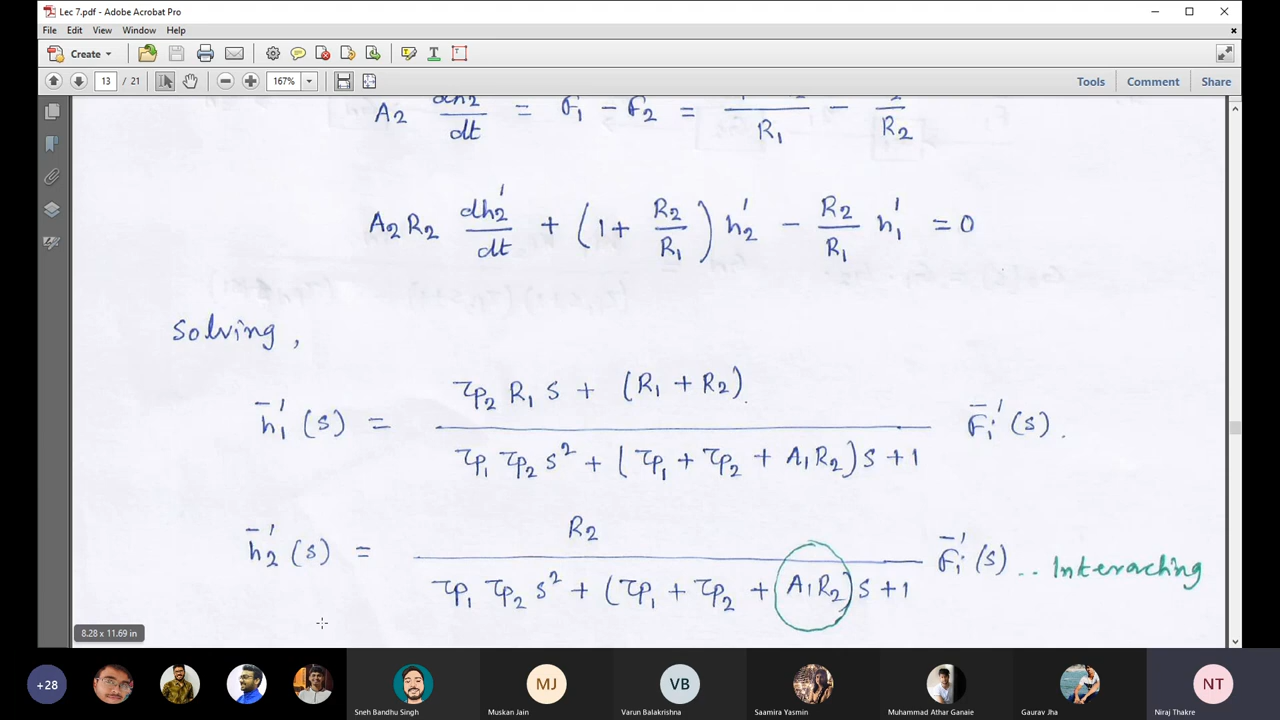 Lec 7.pdf - Adobe Acrobat Pro
File Edit View Window Help
Create
13 / 21 167% Tools Comment Share
A₂ dh₂'/dt = F₁' - F₂' = / R₁ - / R₂
A₂R₂ dh₂'/dt + (1 + R₂/R₁) h₂' - R₂/R₁ h₁' = 0
Solving,
h̄₁'(s) = (τp₂ R₁ s + (R₁ + R₂)) / (τp₁ τp₂ s² + (τp₁ + τp₂ + A₁R₂) s + 1) F̄ᵢ'(s).
h̄₂'(s) = R₂ / (τp₁ τp₂ s² + (τp₁ + τp₂ + A₁R₂) s + 1) F̄ᵢ'(s) .. Interacting
8.28 x 11.69 in
+28
MJ
VB
NT
Sneh Bandhu Singh
Muskan Jain
Varun Balakrishna
Saamira Yasmin
Muhammad Athar Ganaie
Gaurav Jha
Niraj Thakre